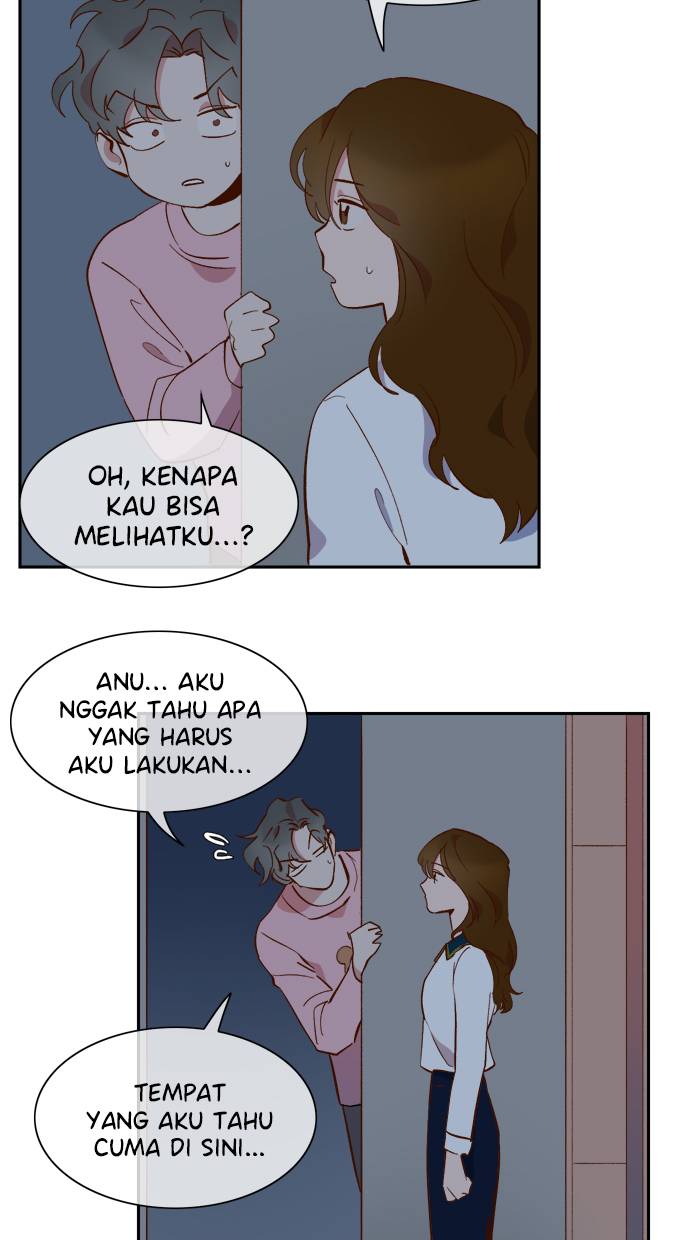 OH, KENAPA
KAU BISA
MELIHATKU...?
ANU... AKU
NGGAK TAHU APA
YANG HARUS
AKU LAKUKAN...
TEMPAT
YANG AKU TAHU
CUMA DI SINI...